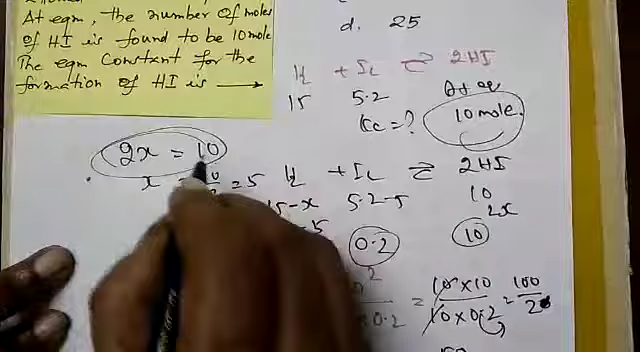 At eqm, the number of moles
of HI is found to be 10 mole
The eqm Constant for the
formation of HI is →
d. 25
H₂ + I₂ ⇌ 2HI
15 5.2 At eq
Kc = ? 10 mole.
2x = 10
x = 5 H₂ + I₂ ⇌ 2HI
15-x 5.2-5 10
2x
0.2 10
= 10×10 = 100
10×0.2 2